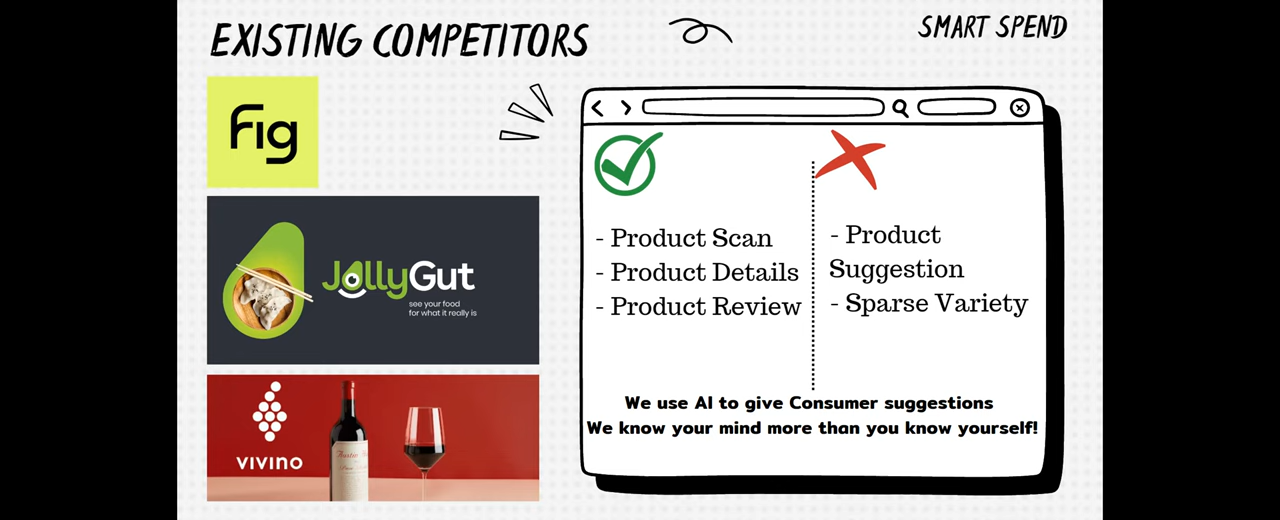 EXISTING COMPETITORS
SMART SPEND
fig
JollyGut
see your food
for what it really is
VIVINO
- Product Scan
- Product Details
- Product Review
- Product
Suggestion
- Sparse Variety
We use AI to give Consumer suggestions
We know your mind more than you know yourself!